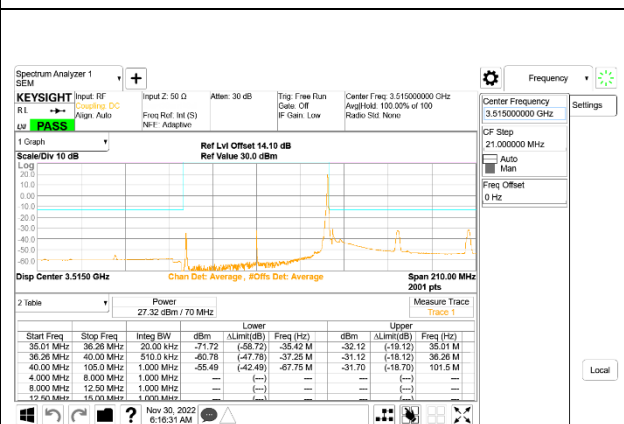 Spectrum Analyzer 1
SEM
Frequency
KEYSIGHT Input: RF Input Z: 50 Ω Atten: 30 dB Trig: Free Run Center Freq: 3.515000000 GHz
R L Coupling: DC Gate: Off Avg|Hold: 100.00% of 100
Align: Auto Freq Ref: Int (S) IF Gain: Low Radio Std: None
PASS NFE: Adaptive
Center Frequency
3.515000000 GHz
Settings
CF Step
21.000000 MHz
Auto
Man
Freq Offset
0 Hz
1 Graph
Scale/Div 10 dB
Ref Lvl Offset 14.10 dB
Ref Value 30.0 dBm
Log
20.0
10.0
0.00
-10.0
-20.0
-30.0
-40.0
-50.0
-60.0
Disp Center 3.5150 GHz Chan Det: Average , #Offs Det: Average Span 210.00 MHz
2001 pts
2 Table
Power
27.32 dBm / 70 MHz
Measure Trace
Trace 1
Lower Upper
Start Freq Stop Freq Integ BW dBm ΔLimit(dB) Freq (Hz) dBm ΔLimit(dB) Freq (Hz)
35.01 MHz 36.26 MHz 20.00 kHz -71.72 (-58.72) -35.42 M -32.12 (-19.12) 35.01 M
36.26 MHz 40.00 MHz 510.0 kHz -60.78 (-47.78) -37.25 M -31.12 (-18.12) 36.26 M
40.00 MHz 105.0 MHz 1.000 MHz -55.49 (-42.49) -67.75 M -31.70 (-18.70) 101.5 M
4.000 MHz 8.000 MHz 1.000 MHz --- (---) --- --- (---) ---
8.000 MHz 12.50 MHz 1.000 MHz --- (---) --- --- (---) ---
12.50 MHz 15.00 MHz 1.000 MHz --- (---) --- --- (---) ---
Local
? Nov 30, 2022
6:16:31 AM